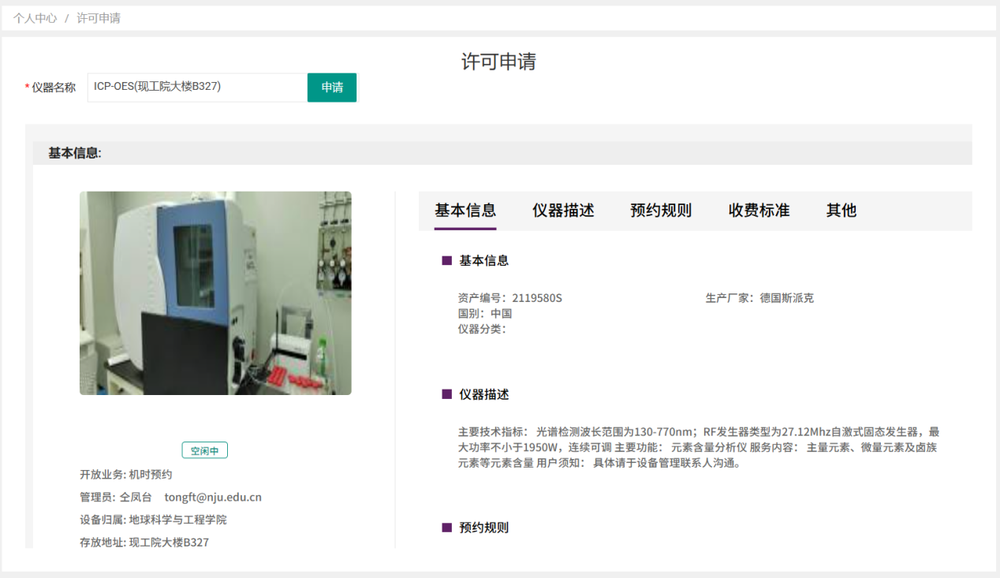 个人中心 / 许可申请
许可申请
* 仪器名称 ICP-OES(现工院大楼B327) 申请
基本信息:
基本信息 仪器描述 预约规则 收费标准 其他
基本信息
资产编号：2119580S 生产厂家：德国斯派克
国别：中国
仪器分类：
仪器描述
主要技术指标： 光谱检测波长范围为130-770nm；RF发生器类型为27.12Mhz自激式固态发生器，最
大功率不小于1950W，连续可调 主要功能： 元素含量分析仪 服务内容： 主量元素、微量元素及卤族
元素等元素含量 用户须知： 具体请于设备管理联系人沟通。
预约规则
空闲中
开放业务: 机时预约
管理员: 仝凤台 tongft@nju.edu.cn
设备归属: 地球科学与工程学院
存放地址: 现工院大楼B327